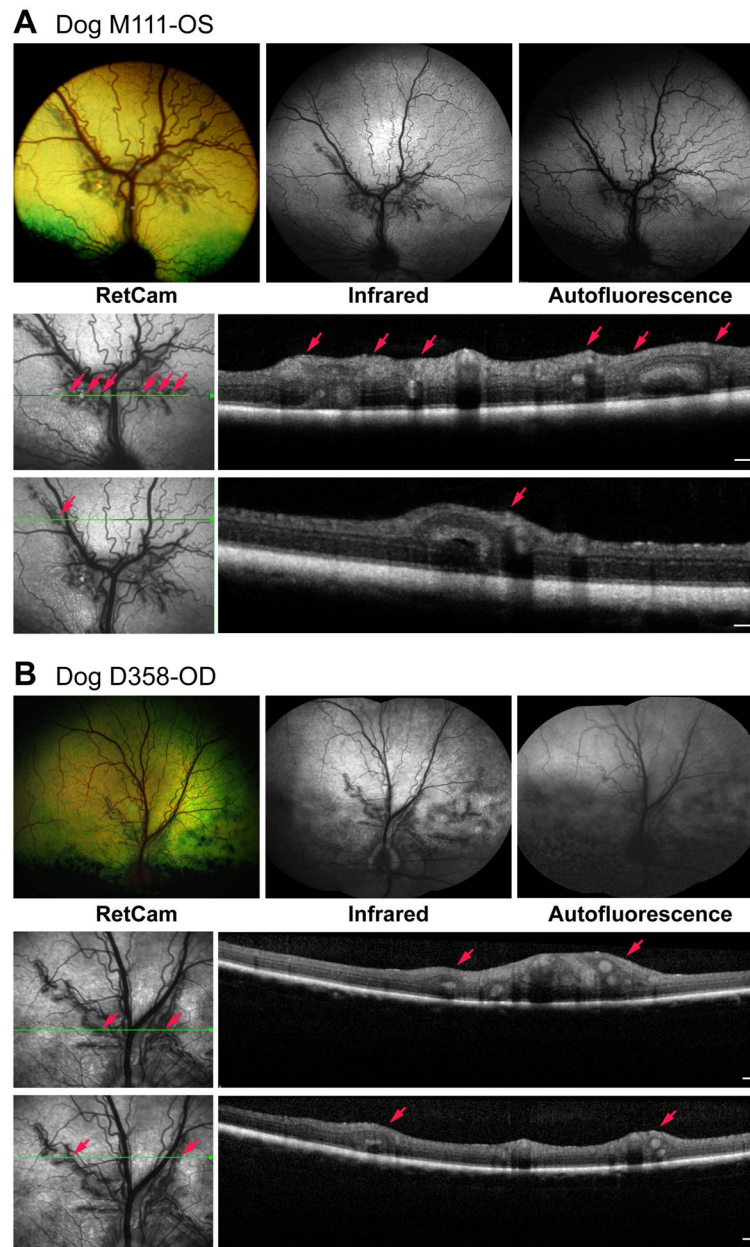 A Dog M111-OS
RetCam Infrared Autofluorescence
B Dog D358-OD
RetCam Infrared Autofluorescence